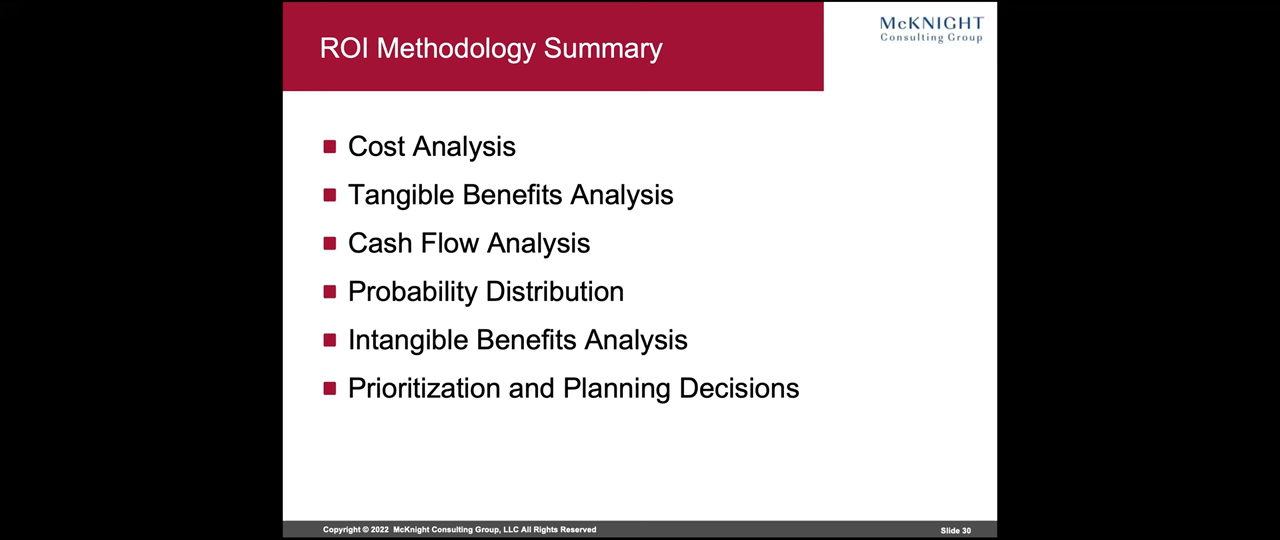 ROI Methodology Summary
McKNIGHT
Consulting Group
Cost Analysis
Tangible Benefits Analysis
Cash Flow Analysis
Probability Distribution
Intangible Benefits Analysis
Prioritization and Planning Decisions
Copyright © 2022 McKnight Consulting Group, LLC All Rights Reserved
Slide 30